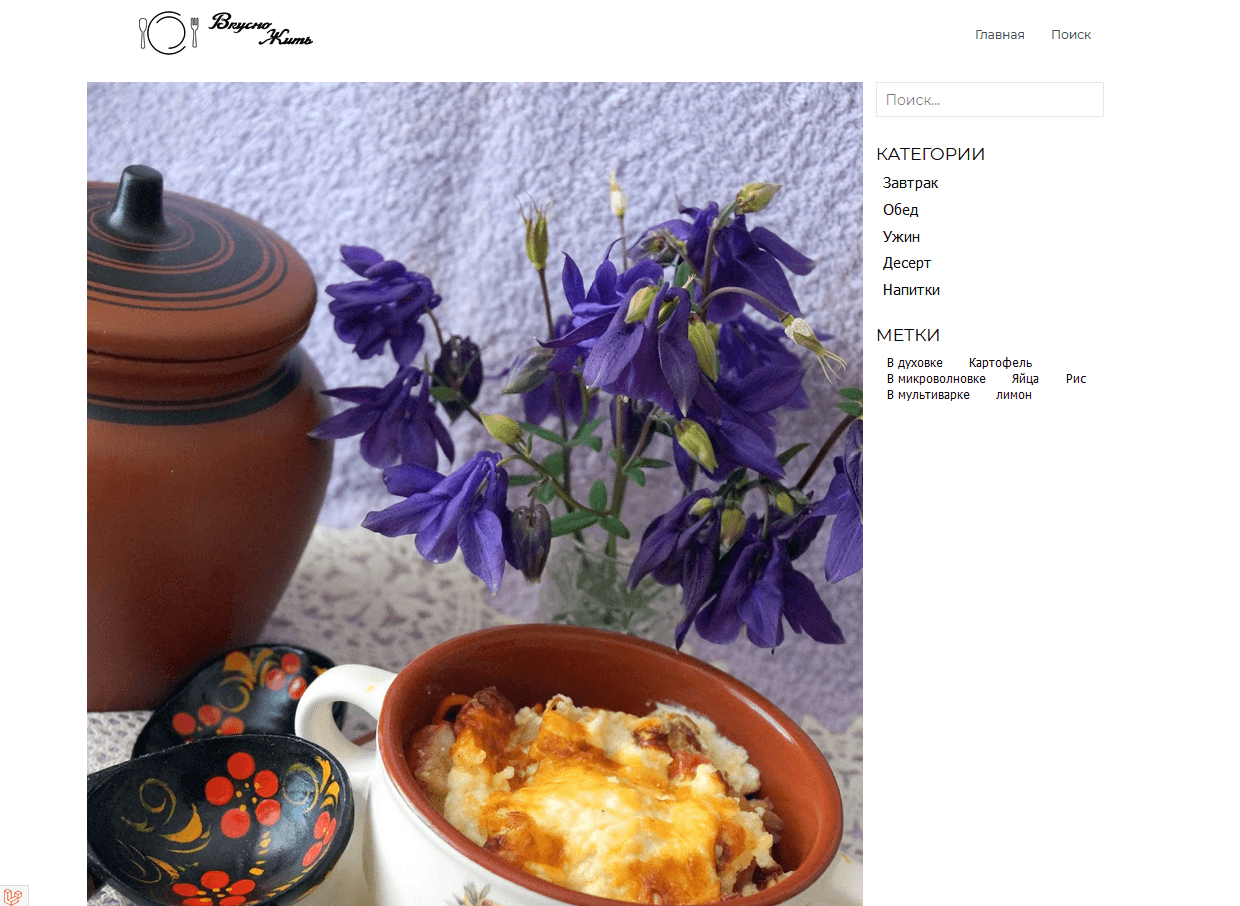 Вкусно
Жить
Главная Поиск
Поиск...
КАТЕГОРИИ
Завтрак
Обед
Ужин
Десерт
Напитки
МЕТКИ
В духовке Картофель
В микроволновке Яйца Рис
В мультиварке лимон